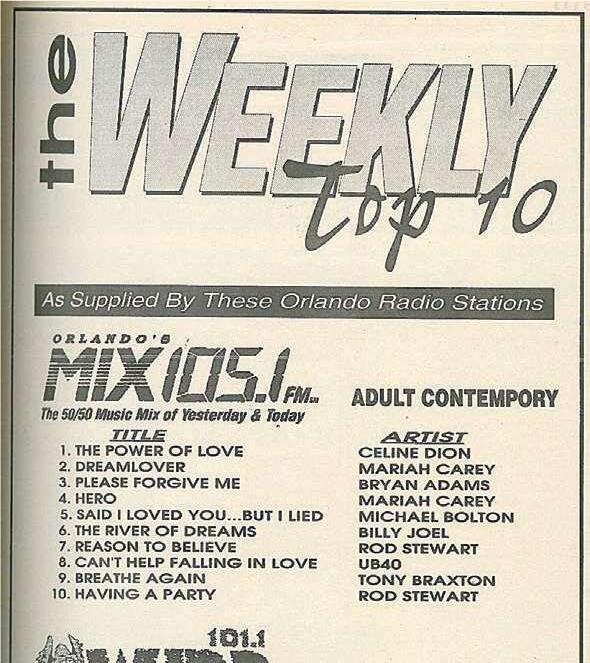 the WEEKLY
Top 10
As Supplied By These Orlando Radio Stations
ORLANDO'S
MIX 105.1 FM
The 50/50 Music Mix of Yesterday & Today
ADULT CONTEMPORY
TITLE ARTIST
1. THE POWER OF LOVE CELINE DION
2. DREAMLOVER MARIAH CAREY
3. PLEASE FORGIVE ME BRYAN ADAMS
4. HERO MARIAH CAREY
5. SAID I LOVED YOU...BUT I LIED MICHAEL BOLTON
6. THE RIVER OF DREAMS BILLY JOEL
7. REASON TO BELIEVE ROD STEWART
8. CAN'T HELP FALLING IN LOVE UB40
9. BREATHE AGAIN TONY BRAXTON
10. HAVING A PARTY ROD STEWART
101.1